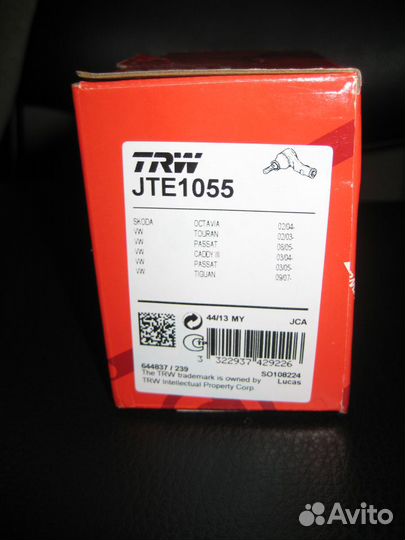 TRW
JTE1055
SKODA OCTAVIA 02/04-
VW TOURAN 02/03-
VW PASSAT 08/05-
VW CADDY III 03/04-
VW PASSAT 03/05-
VW TIGUAN 09/07-
44/13 MY JCA
3 322937 429226
644837 / 239 SO108224
The TRW trademark is owned by Lucas
TRW Intellectual Property Corp
Avito